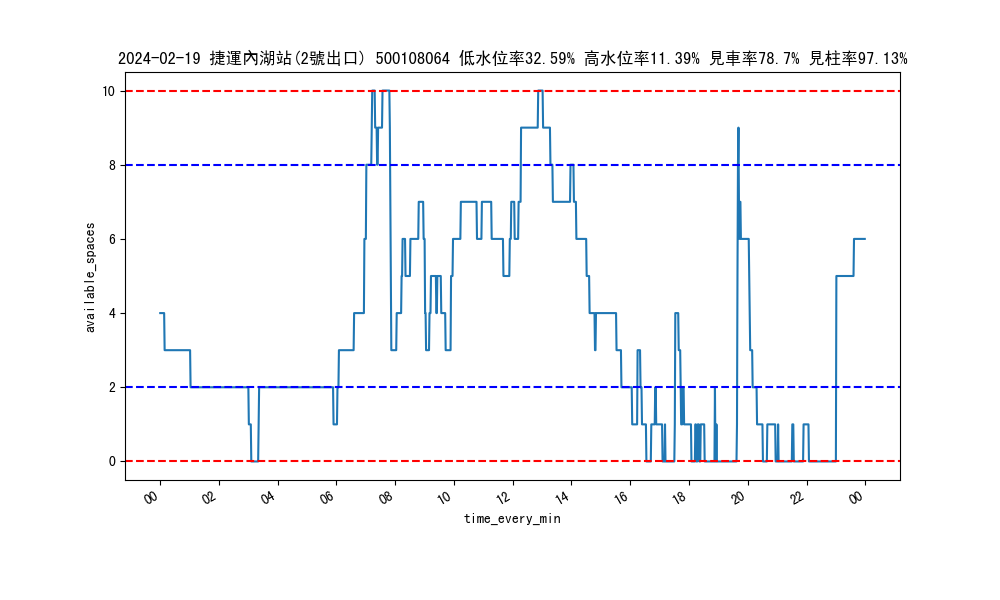 2024-02-19 捷運內湖站(2號出口) 500108064 低水位率32.59% 高水位率11.39% 見車率78.7% 見柱率97.13%
available_spaces
10
8
6
4
2
0
00 02 04 06 08 10 12 14 16 18 20 22 00
time_every_min